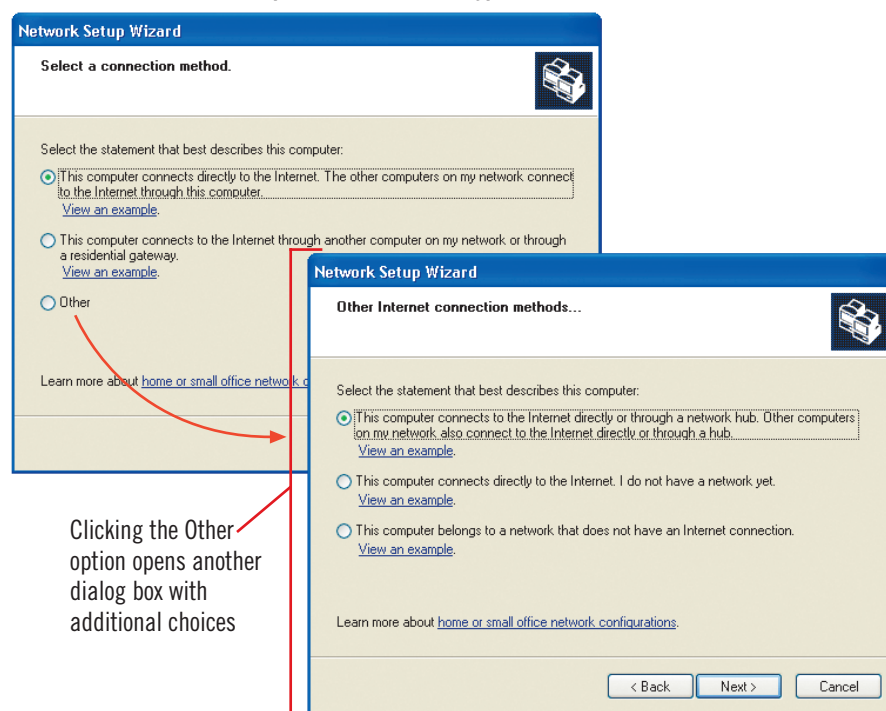 Network Setup Wizard
Select a connection method.
Select the statement that best describes this computer:
This computer connects directly to the Internet. The other computers on my network connect
to the Internet through this computer.
View an example.
This computer connects to the Internet through another computer on my network or through
a residential gateway.
View an example.
Other
Learn more about home or small office network
Network Setup Wizard
Other Internet connection methods...
Select the statement that best describes this computer:
This computer connects to the Internet directly or through a network hub. Other computers
on my network also connect to the Internet directly or through a hub.
View an example.
This computer connects directly to the Internet. I do not have a network yet.
View an example.
This computer belongs to a network that does not have an Internet connection.
View an example.
Learn more about home or small office network configurations.
< Back
Next >
Cancel
Clicking the Other
option opens another
dialog box with
additional choices